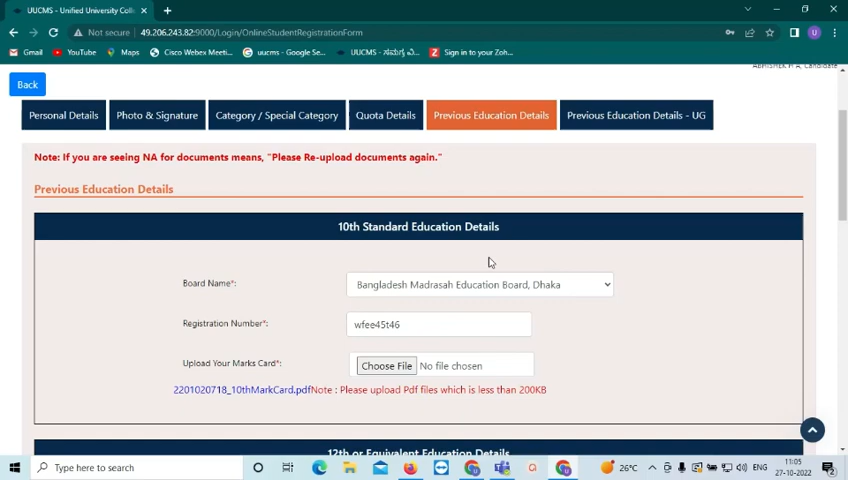 UUCMS - Unified University Colle
Not secure
49.206.243.82:9000/Login/OnlineStudentRegistrationForm
Gmail
YouTube
Maps
Cisco Webex Meeti...
uucms - Google Se...
UUCMS - ಸಮಗ್ರ ವಿ...
Sign in to your Zoh...
ABHISHEK H A, Candidate
Back
Personal Details
Photo & Signature
Category / Special Category
Quota Details
Previous Education Details
Previous Education Details - UG
Note: If you are seeing NA for documents means, "Please Re-upload documents again."
Previous Education Details
10th Standard Education Details
Board Name*:
Bangladesh Madrasah Education Board, Dhaka
Registration Number*:
wfee45t46
Upload Your Marks Card*:
Choose File No file chosen
2201020718_10thMarkCard.pdfNote : Please upload Pdf files which is less than 200KB
12th or Equivalent Education Details
Type here to search
26°C
ENG
11:05
27-10-2022
2